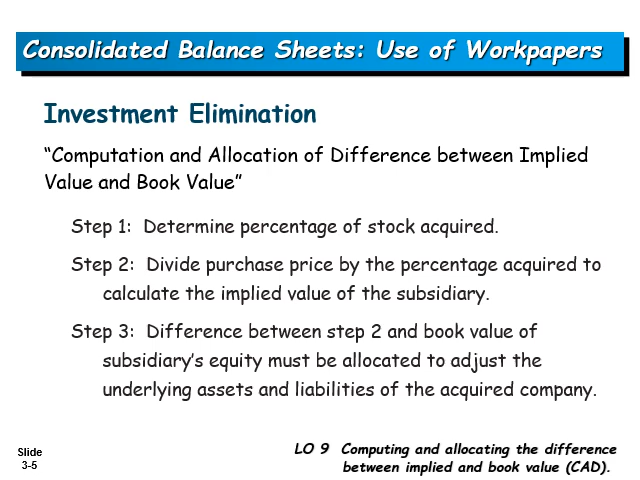 Consolidated Balance Sheets: Use of Workpapers
Investment Elimination
“Computation and Allocation of Difference between Implied
Value and Book Value”
Step 1: Determine percentage of stock acquired.
Step 2: Divide purchase price by the percentage acquired to
calculate the implied value of the subsidiary.
Step 3: Difference between step 2 and book value of
subsidiary’s equity must be allocated to adjust the
underlying assets and liabilities of the acquired company.
Slide
3-5
LO 9 Computing and allocating the difference
between implied and book value (CAD).